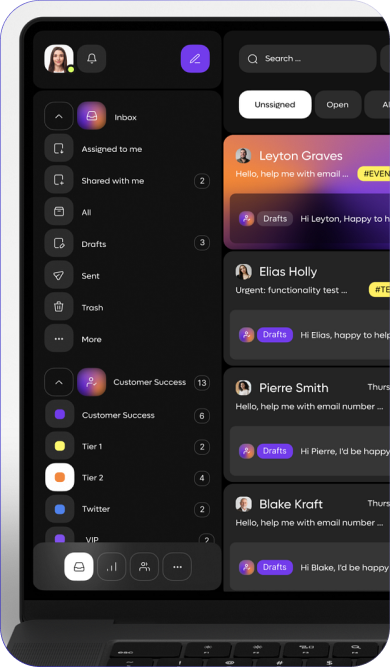 Search ...
Unssigned
Open
Inbox
Assigned to me
Shared with me 2
All
Drafts 3
Sent
Trash
More
Customer Success 13
Customer Success 6
Tier 1 2
Tier 2 4
Twitter 2
VIP 2
Leyton Graves
Hello, help me with email ... #EVEN
Drafts Hi Leyton, Happy to h
Elias Holly
Urgent: functionality test ... #TE
Drafts Hi Elias, happy to help
Pierre Smith Thurs
Hello, help me with email number ...
Drafts Hi Pierre, I'd be happy
Blake Kraft Thurs
Hello, help me with email number ...
Drafts Hi Blake, I'd be happy
esc